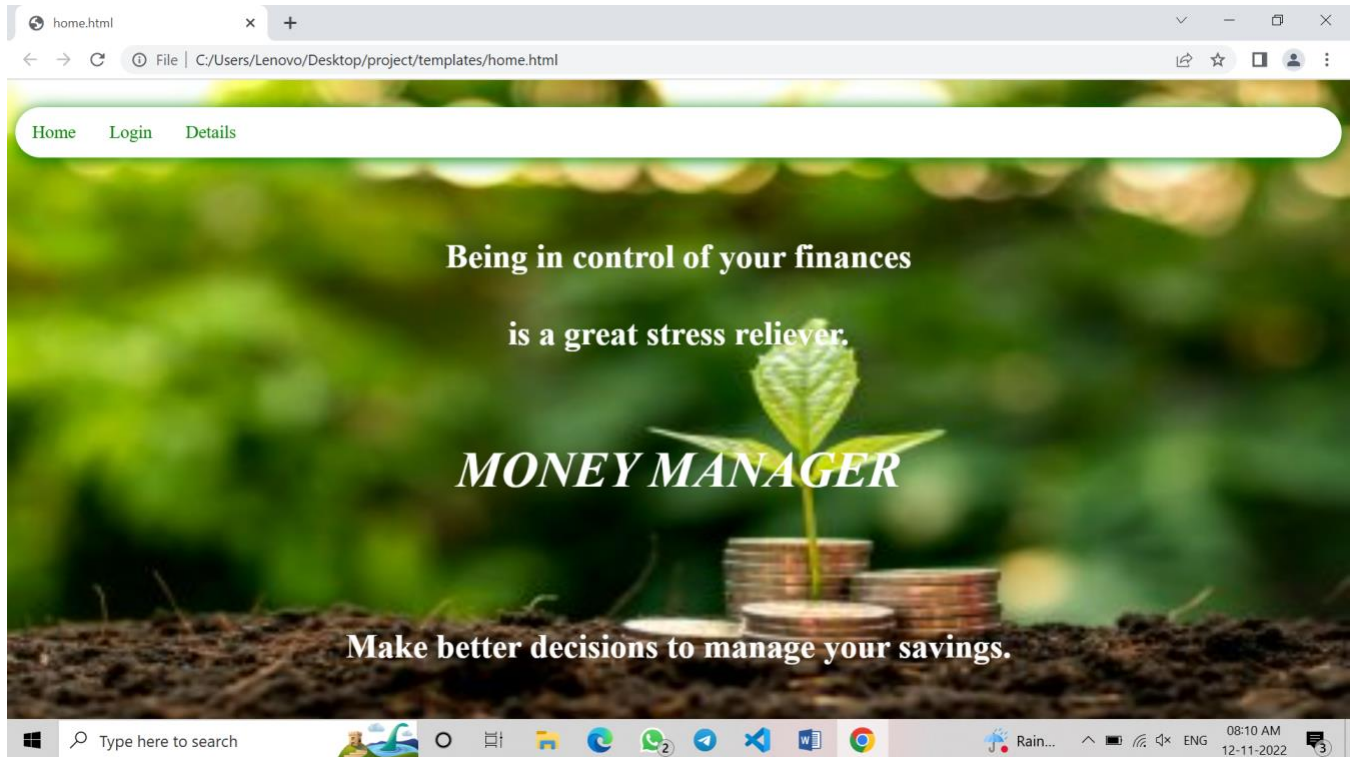 home.html
File | C:/Users/Lenovo/Desktop/project/templates/home.html
Home Login Details
Being in control of your finances
is a great stress reliever.
MONEY MANAGER
Make better decisions to manage your savings.
Type here to search
2
Rain...
ENG
08:10 AM
12-11-2022
3